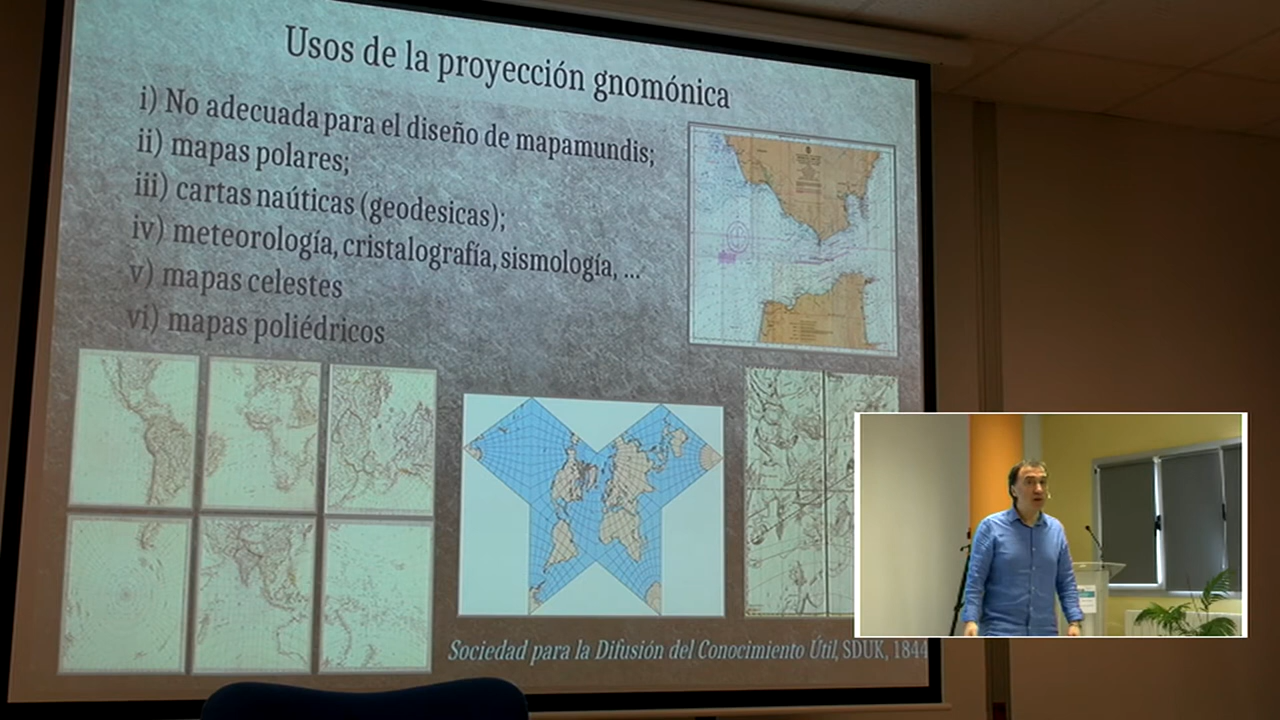 Usos de la proyección gnomónica
i) No adecuada para el diseño de mapamundis;
ii) mapas polares;
iii) cartas naúticas (geodesicas);
iv) meteorología, cristalografía, sismología, ...
v) mapas celestes
vi) mapas poliédricos
Sociedad para la Difusión del Conocimiento Útil, SDUK, 1844